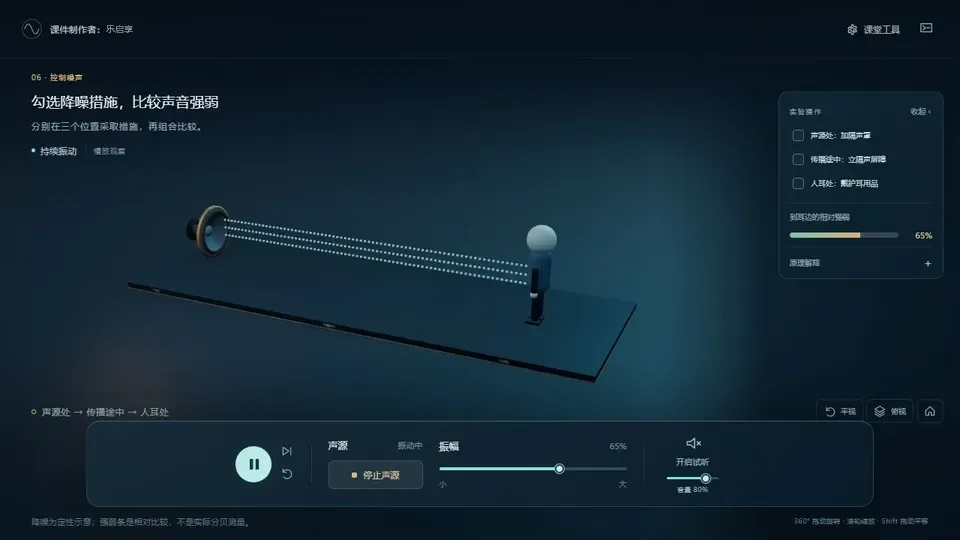 课件制作者：乐启享
课堂工具
06 · 控制噪声
勾选降噪措施，比较声音强弱
分别在三个位置采取措施，再组合比较。
持续振动
慢放观察
实验操作
收起
声源处：加隔声罩
传播途中：立隔声屏障
人耳处：戴护耳用品
到耳边的相对强弱
65%
原理解释
+
声源处 → 传播途中 → 人耳处
平视
俯视
声源
振动中
停止声源
振幅
65%
小
大
开启试听
音量 80%
降噪为定性示意；强弱条是相对比较，不是实际分贝测量。
360° 拖动旋转 · 滚轮缩放 · Shift 拖动平移